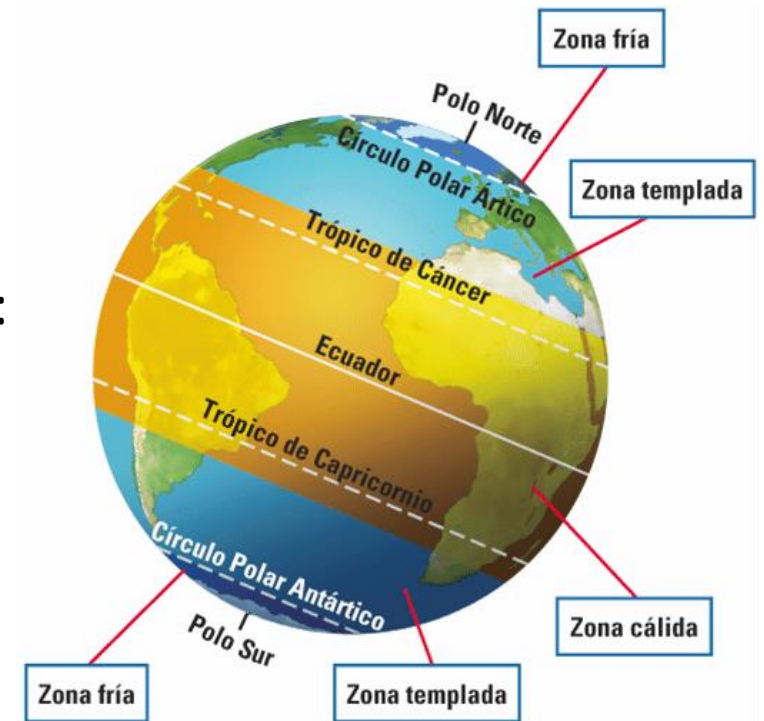 Zona fría
Polo Norte
Círculo Polar Ártico
Zona templada
Trópico de Cáncer
:
Ecuador
Trópico de Capricornio
Círculo Polar Antártico
Zona cálida
Polo Sur
Zona fría
Zona templada